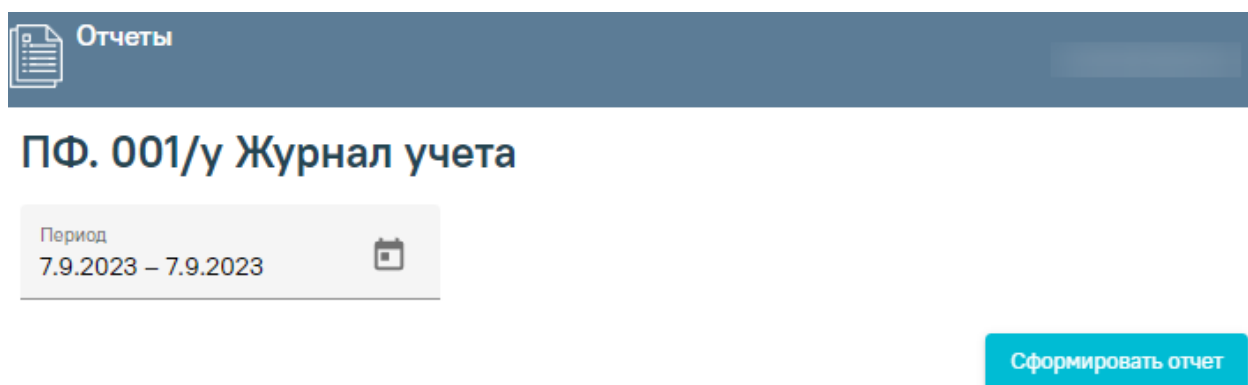 Отчеты
ПФ. 001/у Журнал учета
Период
7.9.2023 – 7.9.2023
Сформировать отчет